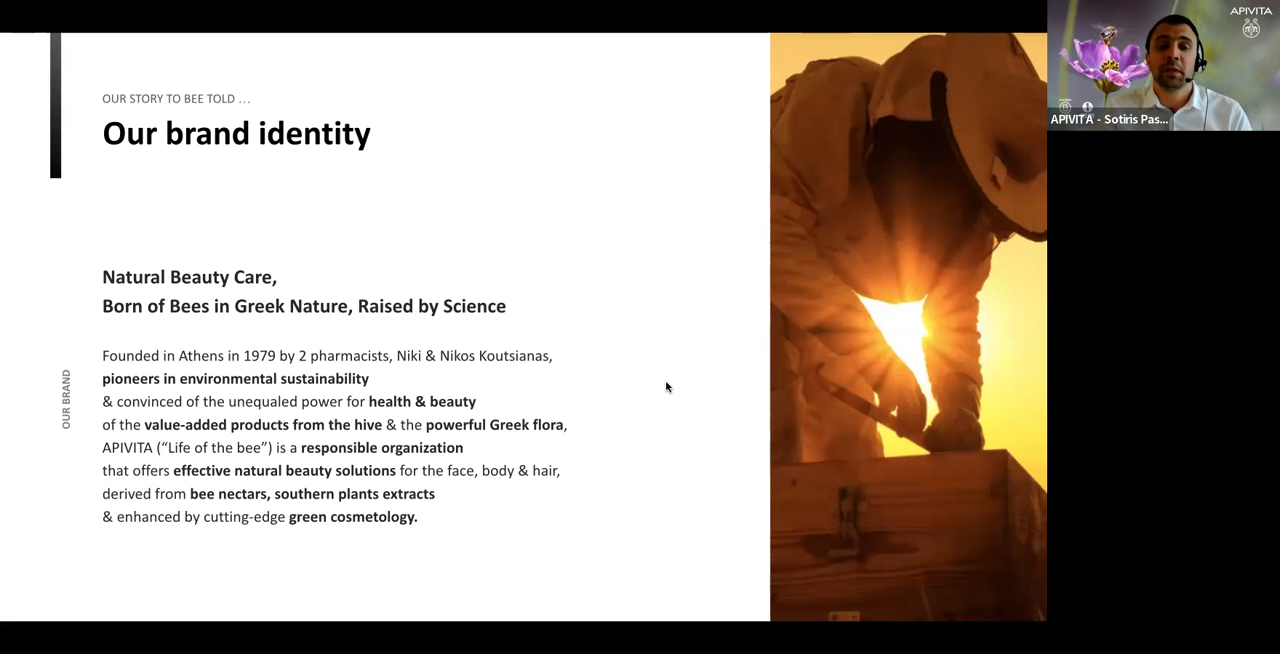 OUR STORY TO BEE TOLD …
Our brand identity
Natural Beauty Care,
Born of Bees in Greek Nature, Raised by Science
Founded in Athens in 1979 by 2 pharmacists, Niki & Nikos Koutsianas,
pioneers in environmental sustainability
& convinced of the unequaled power for health & beauty
of the value-added products from the hive & the powerful Greek flora,
APIVITA (“Life of the bee”) is a responsible organization
that offers effective natural beauty solutions for the face, body & hair,
derived from bee nectars, southern plants extracts
& enhanced by cutting-edge green cosmetology.
OUR BRAND
APIVITA
APIVITA - Sotiris Pas...